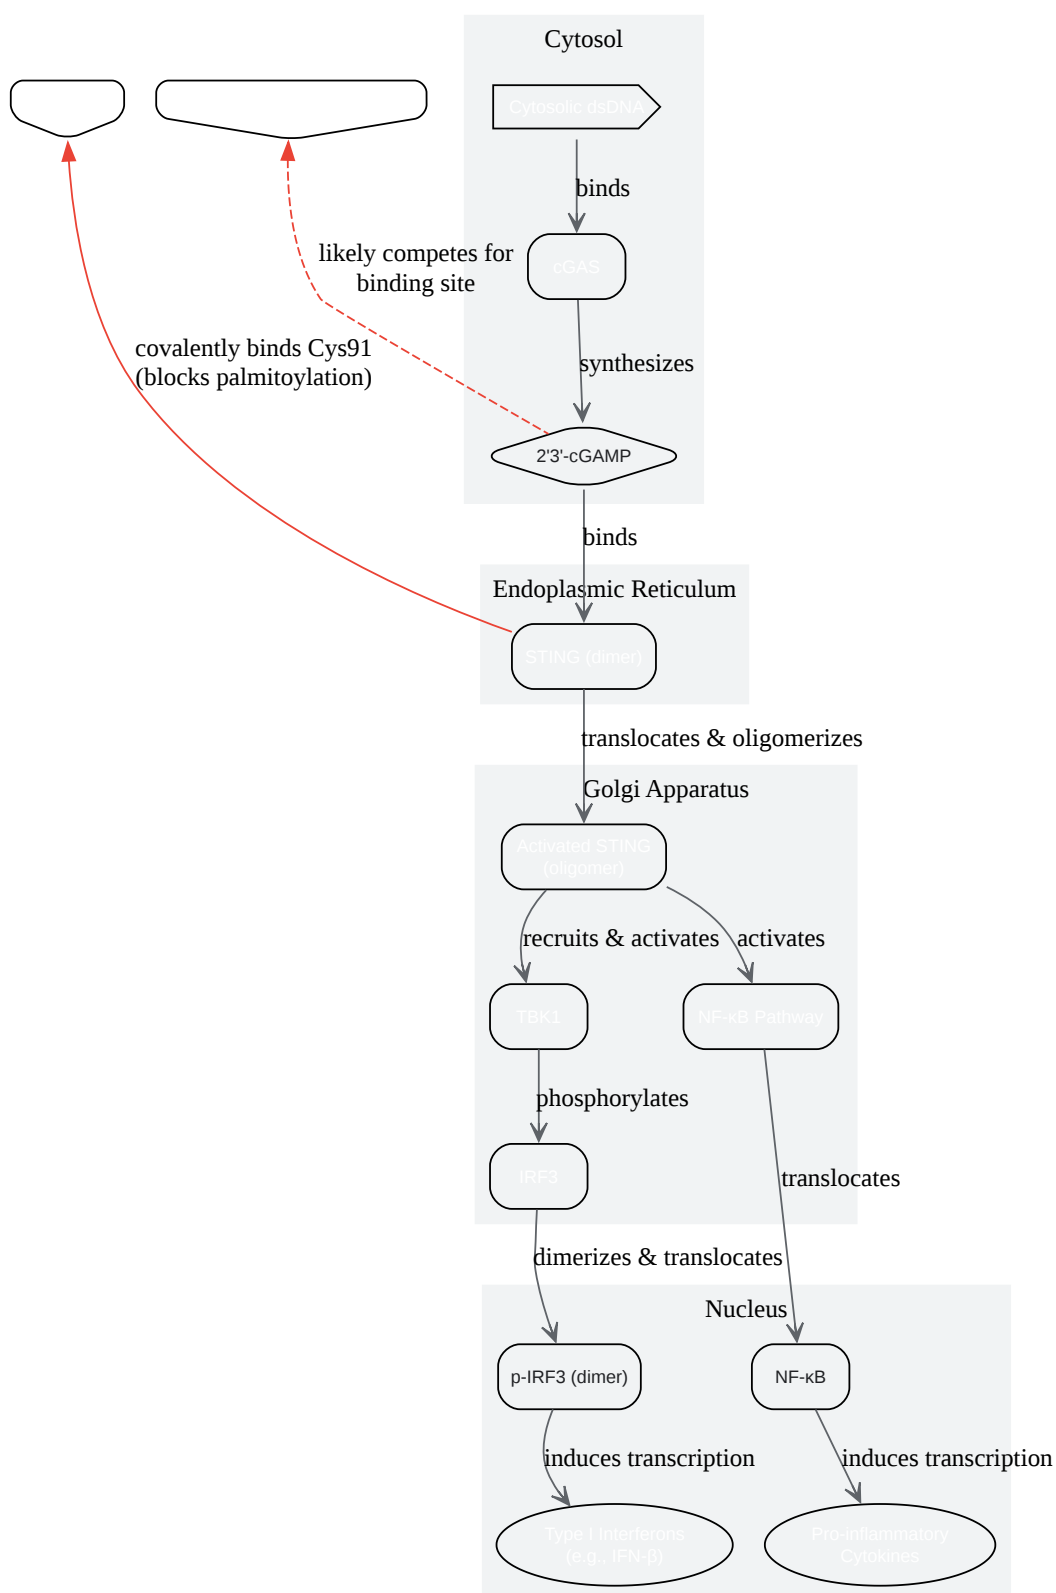 Cytosol
Cytosolic dsDNA
binds
cGAS
likely competes for
binding site
synthesizes
covalently binds Cys91
(blocks palmitoylation)
2'3'-cGAMP
binds
Endoplasmic Reticulum
STING (dimer)
translocates & oligomerizes
Golgi Apparatus
Activated STING
(oligomer)
recruits & activates
activates
TBK1
NF-κB Pathway
phosphorylates
IRF3
translocates
dimerizes & translocates
Nucleus
p-IRF3 (dimer)
NF-κB
induces transcription
induces transcription
Type I Interferons
(e.g., IFN-β)
Pro-inflammatory
Cytokines